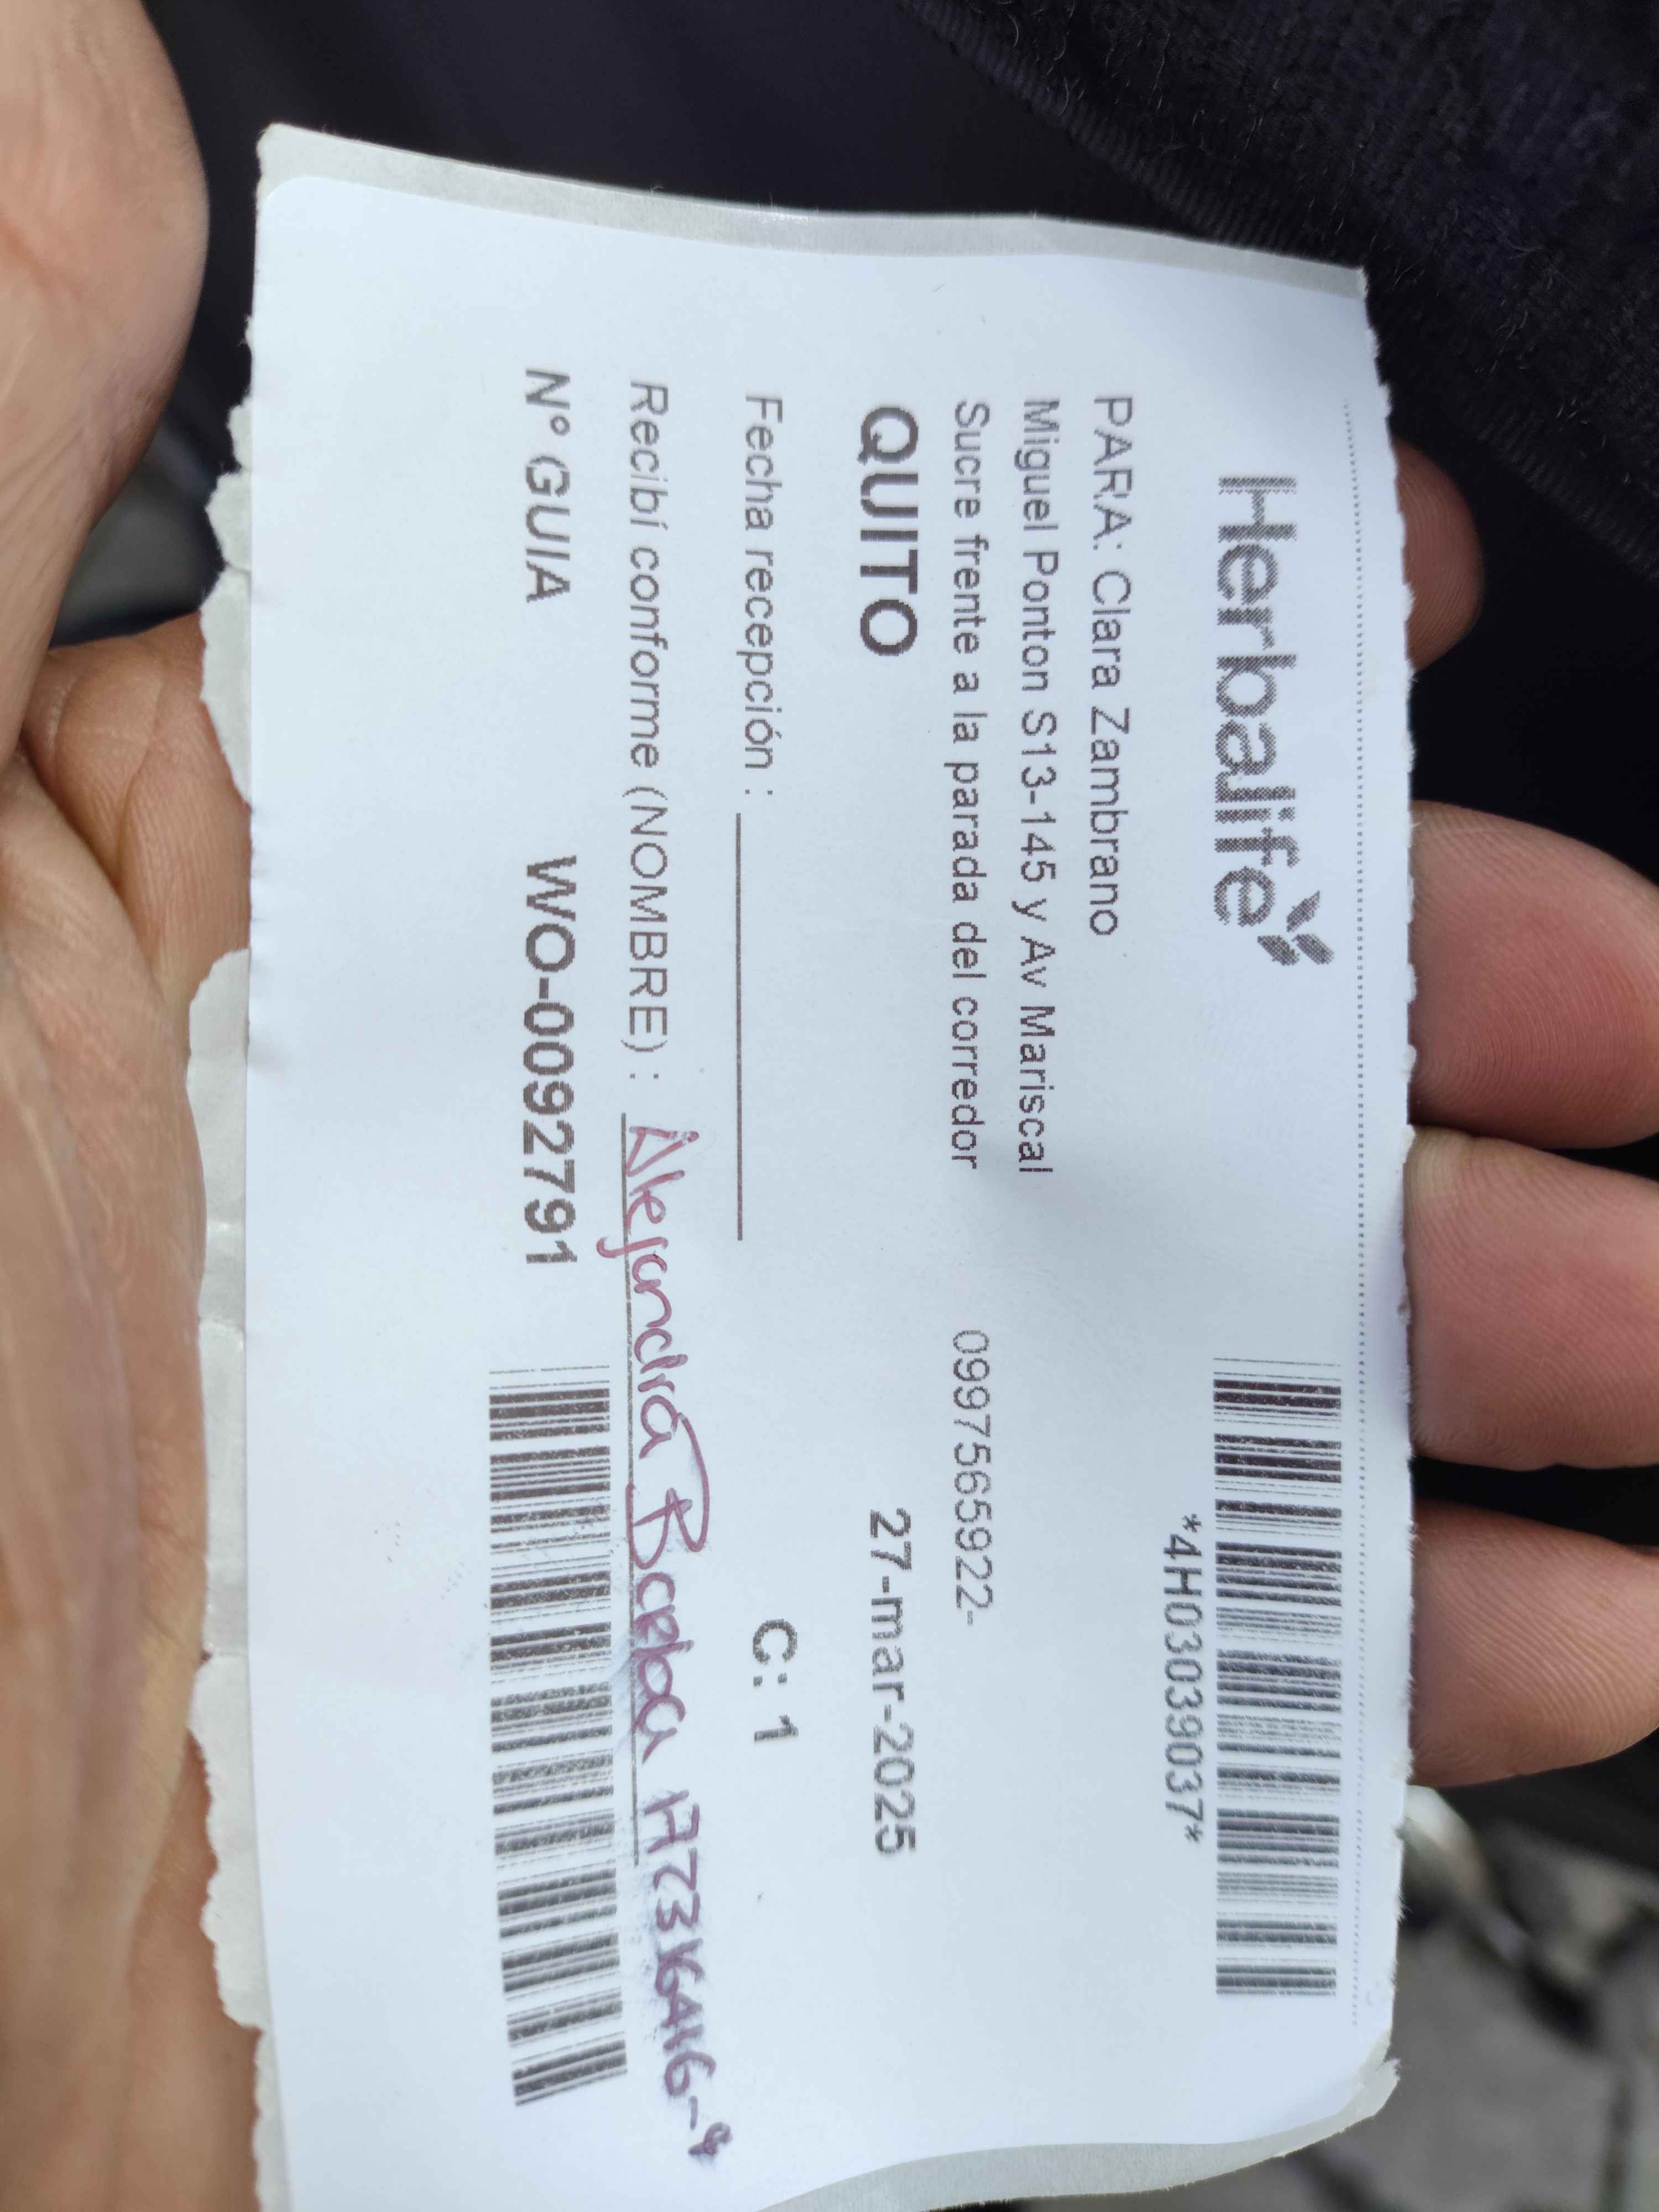 Herbalife
*4H03039037*
PARA: Clara Zambrano
Miguel Ponton S13-145 y Av Mariscal
Sucre frente a la parada del corredor 0997565922-
QUITO 27-mar-2025
Fecha recepción : C: 1
Recibí conforme (NOMBRE) : Alejandra
N° GUIA WO-0092791